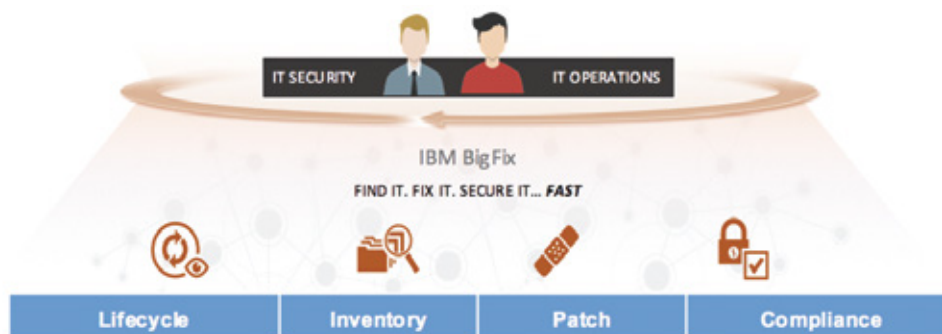 IT SECURITY IT OPERATIONS
IBM BigFix
FIND IT. FIX IT. SECURE IT... FAST
Lifecycle Inventory Patch Compliance